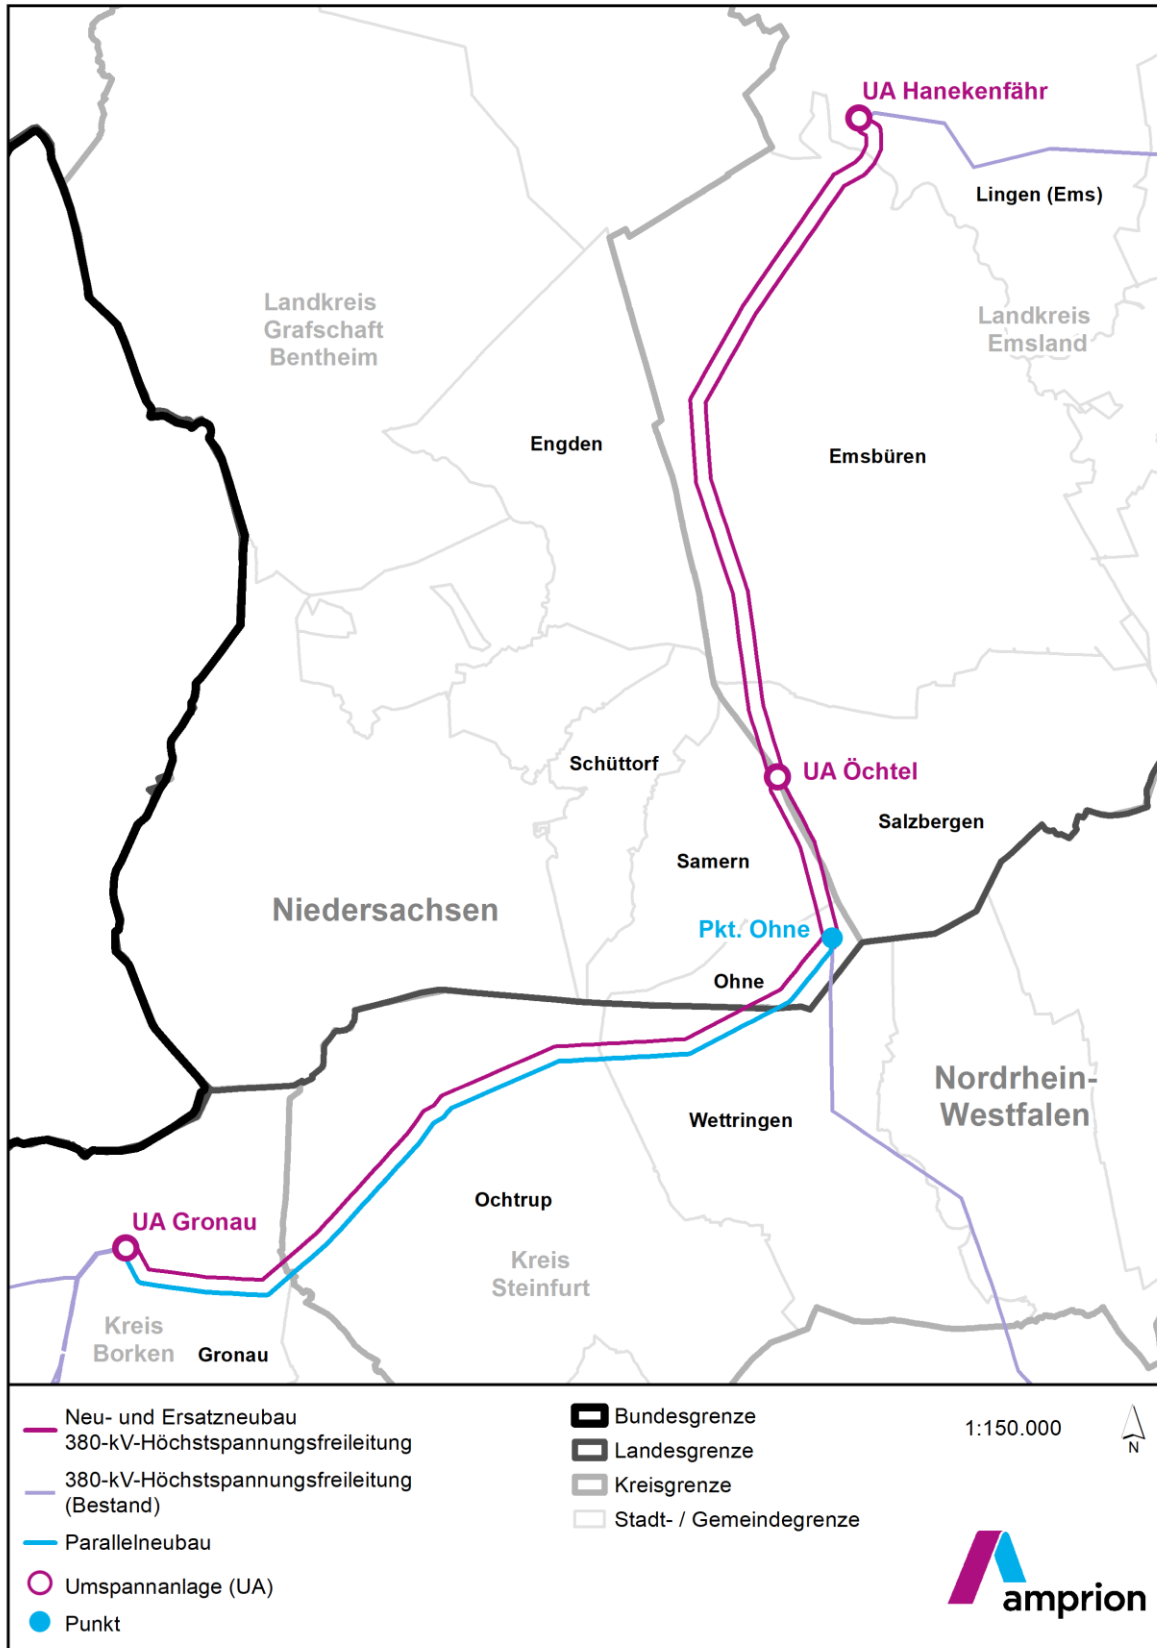 UA Hanekenfähr
Lingen (Ems)
Landkreis
Grafschaft
Bentheim
Landkreis
Emsland
Engden
Emsbüren
Schüttorf
UA Öchtel
Salzbergen
Samern
Niedersachsen
Pkt. Ohne
Ohne
Nordrhein-
Westfalen
Wettringen
Ochtrup
UA Gronau
Kreis
Steinfurt
Kreis
Borken
Gronau
Neu- und Ersatzneubau
380-kV-Höchstspannungsfreileitung
380-kV-Höchstspannungsfreileitung
(Bestand)
Parallelneubau
Umspannanlage (UA)
Punkt
Bundesgrenze
Landesgrenze
Kreisgrenze
Stadt- / Gemeindegrenze
1:150.000
N
amprion